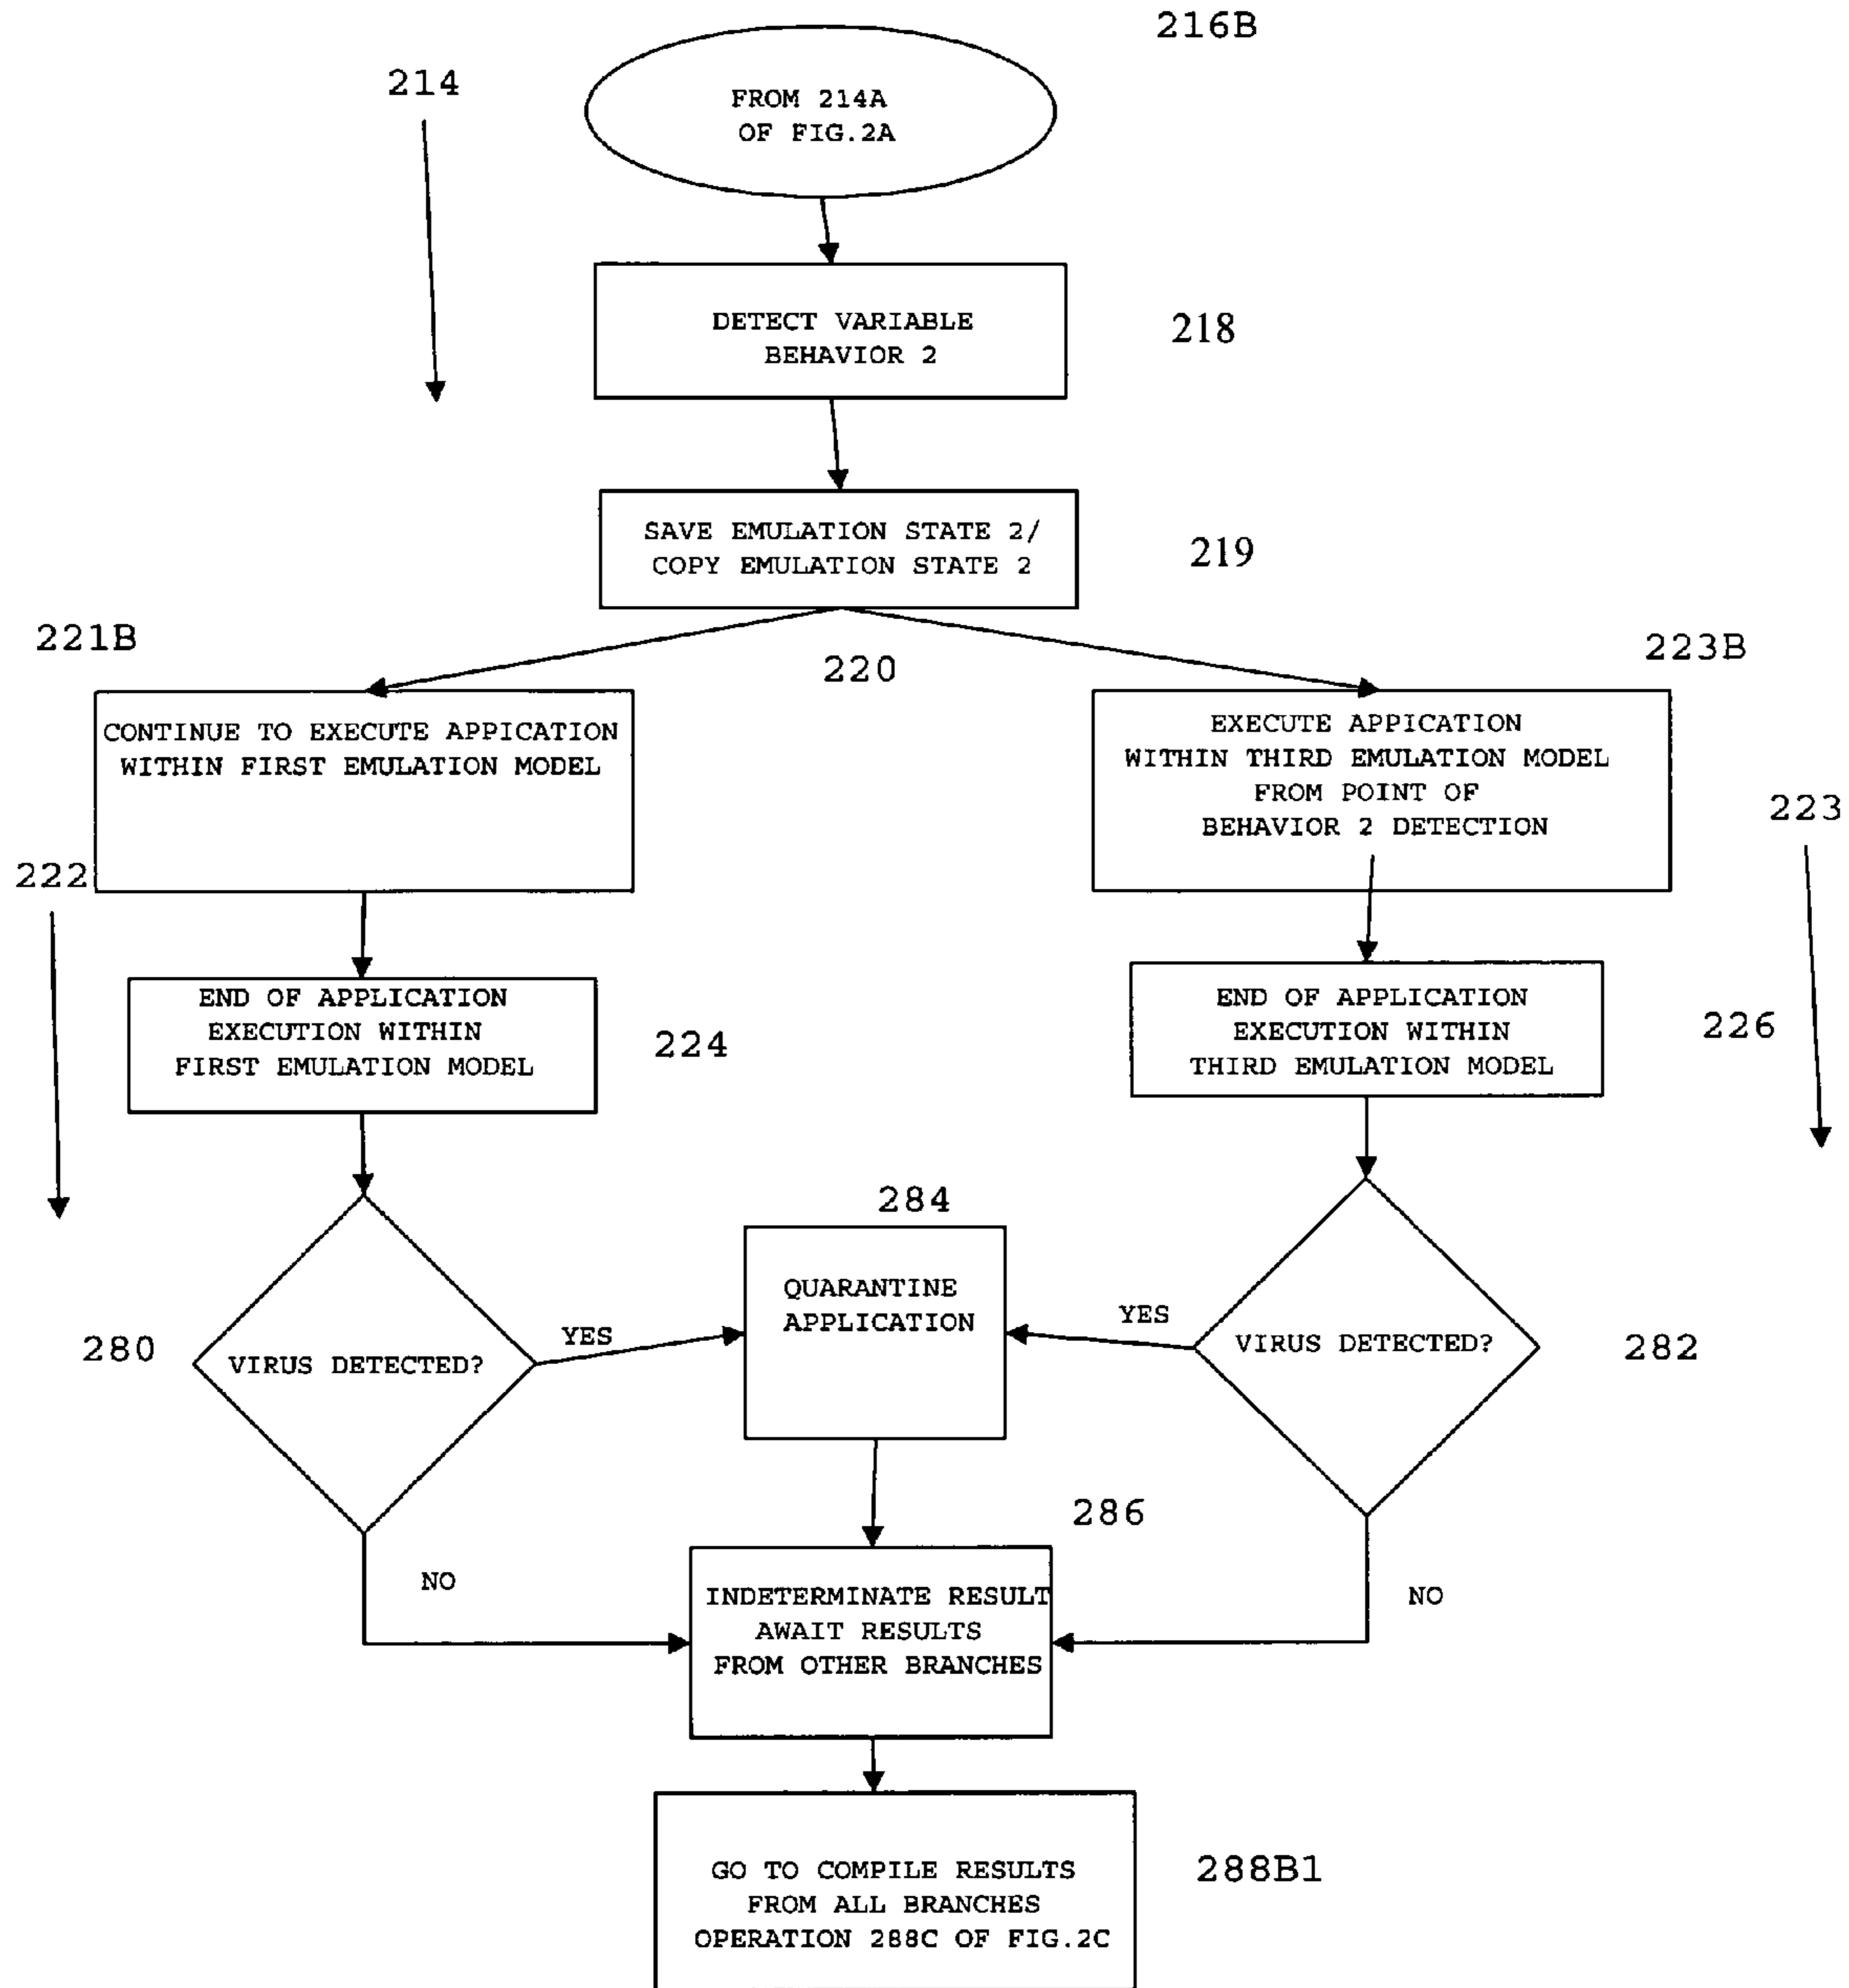 216B
214
FROM 214A
OF FIG.2A
DETECT VARIABLE
BEHAVIOR 2
218
SAVE EMULATION STATE 2/
COPY EMULATION STATE 2
219
221B
220
223B
CONTINUE TO EXECUTE APPICATION
WITHIN FIRST EMULATION MODEL
EXECUTE APPICATION
WITHIN THIRD EMULATION MODEL
FROM POINT OF
BEHAVIOR 2 DETECTION
223
222
END OF APPLICATION
EXECUTION WITHIN
FIRST EMULATION MODEL
224
END OF APPLICATION
EXECUTION WITHIN
THIRD EMULATION MODEL
226
284
QUARANTINE
APPLICATION
280
VIRUS DETECTED?
YES
YES
VIRUS DETECTED?
282
286
NO
INDETERMINATE RESULT
AWAIT RESULTS
FROM OTHER BRANCHES
NO
GO TO COMPILE RESULTS
FROM ALL BRANCHES
OPERATION 288C OF FIG.2C
288B1